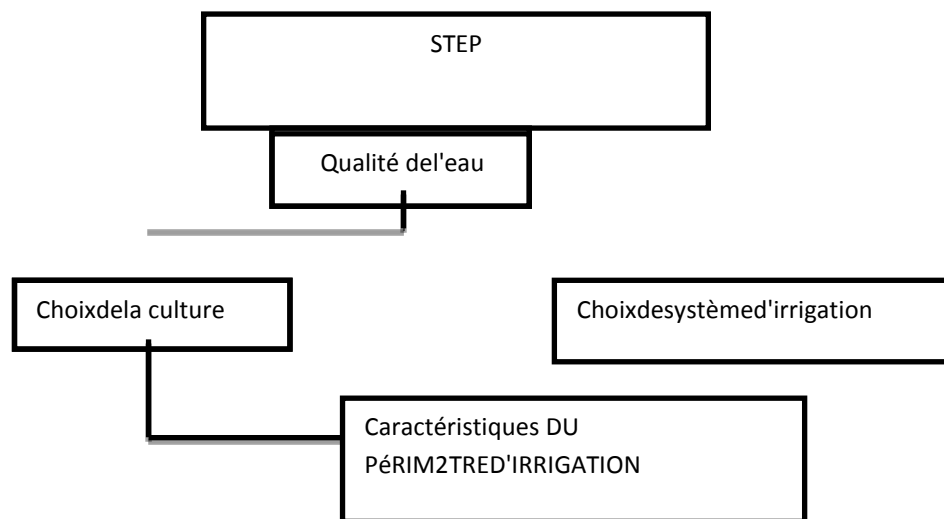 STEP
Qualité del'eau
Choixdela culture
Choixdesystèmed'irrigation
Caractéristiques DU
PéRIM2TRED'IRRIGATION